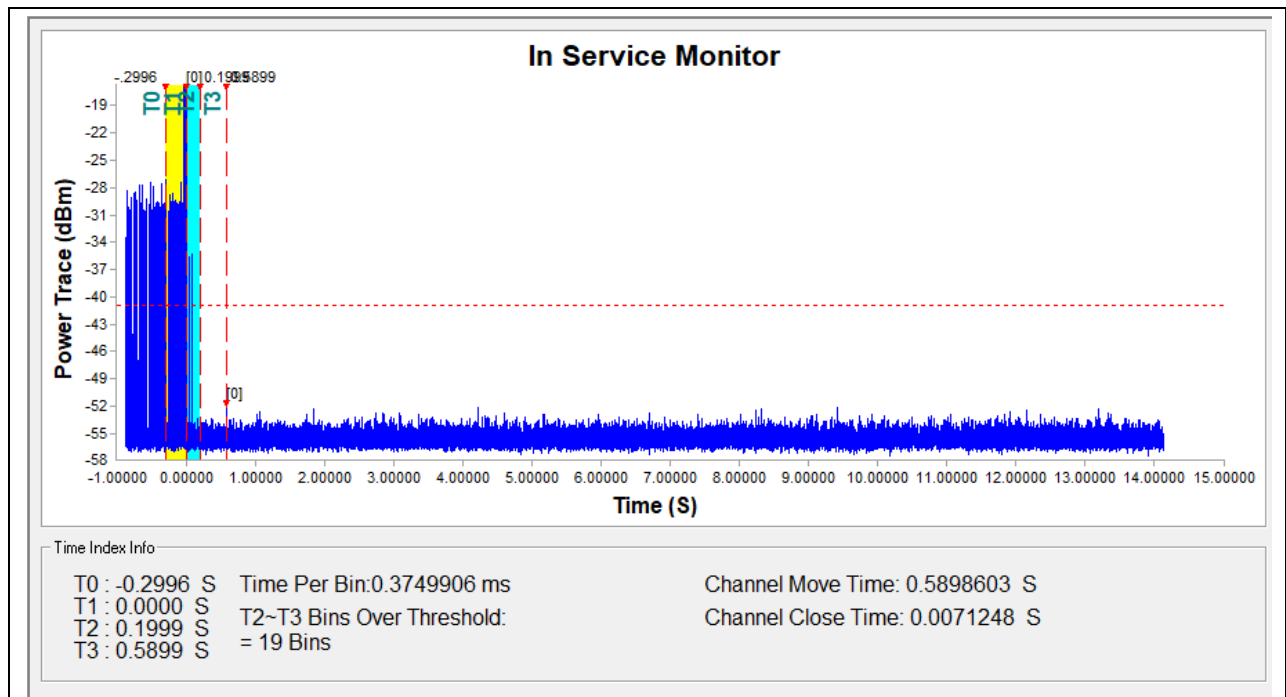 In Service Monitor
-.2996 [0] 0.1999 0.5899
T0 T1 T2 T3
-19
-22
-25
-28
-31
-34
-37
-40
-43
-46
-49
-52
-55
-58
Power Trace (dBm)
[0]
-1.00000 0.00000 1.00000 2.00000 3.00000 4.00000 5.00000 6.00000 7.00000 8.00000 9.00000 10.00000 11.00000 12.00000 13.00000 14.00000 15.00000
Time (S)
Time Index Info
T0 : -0.2996 S
T1 : 0.0000 S
T2 : 0.1999 S
T3 : 0.5899 S
Time Per Bin:0.3749906 ms
T2~T3 Bins Over Threshold:
= 19 Bins
Channel Move Time: 0.5898603 S
Channel Close Time: 0.0071248 S